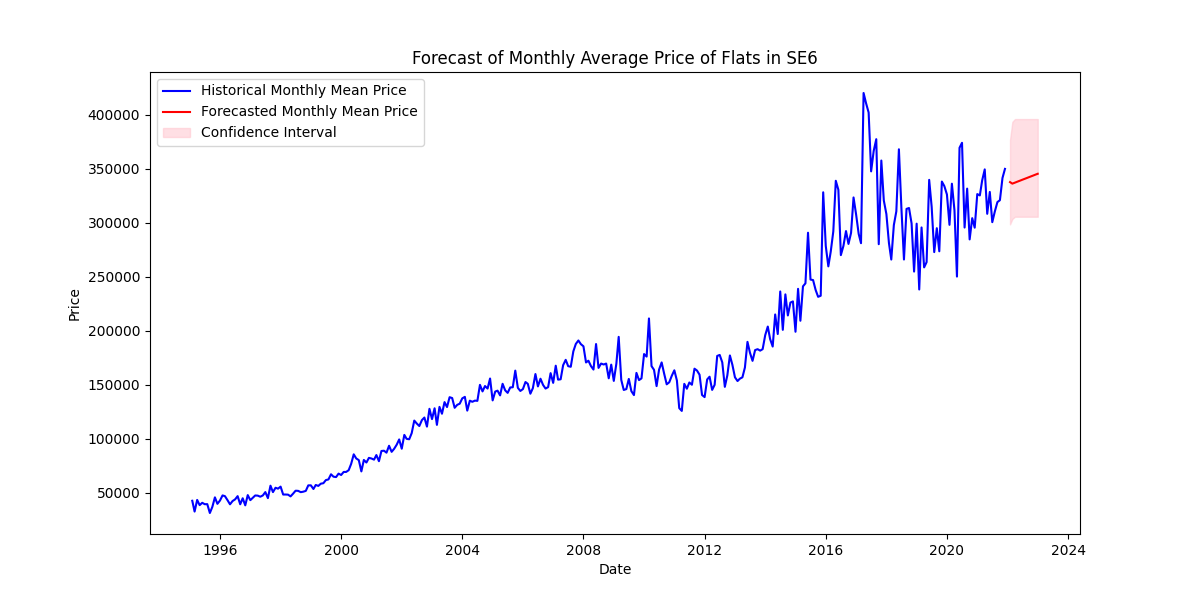 Forecast of Monthly Average Price of Flats in SE6
Historical Monthly Mean Price
Forecasted Monthly Mean Price
Confidence Interval
400000
350000
300000
250000
200000
150000
100000
50000
Price
1996 2000 2004 2008 2012 2016 2020 2024
Date